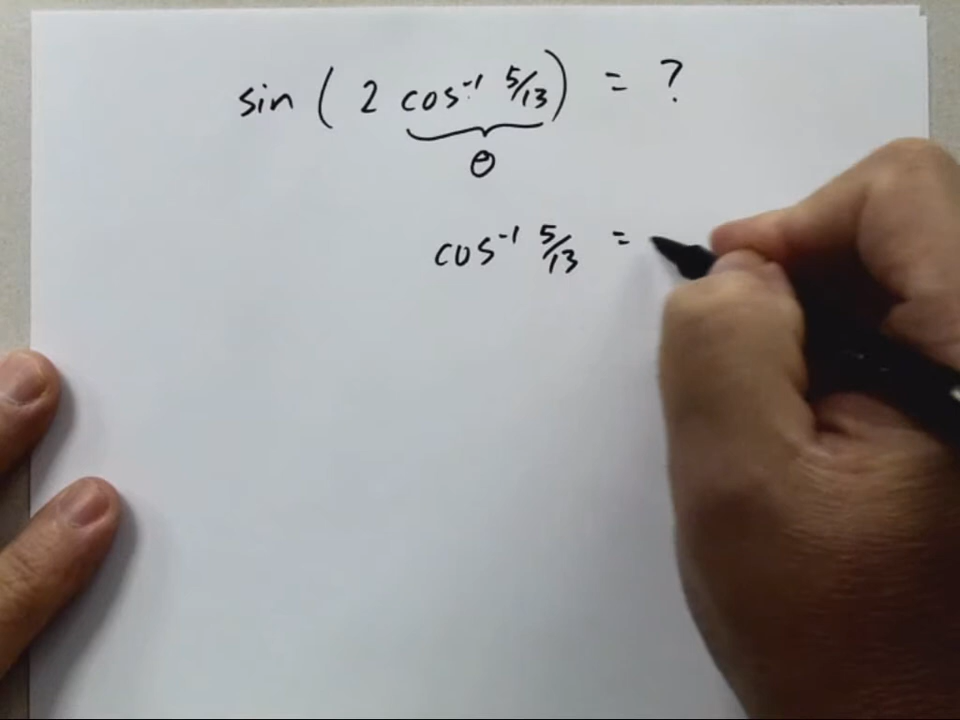 sin ( 2 cos⁻¹ 5/13 ) = ?
θ
cos⁻¹ 5/13 =